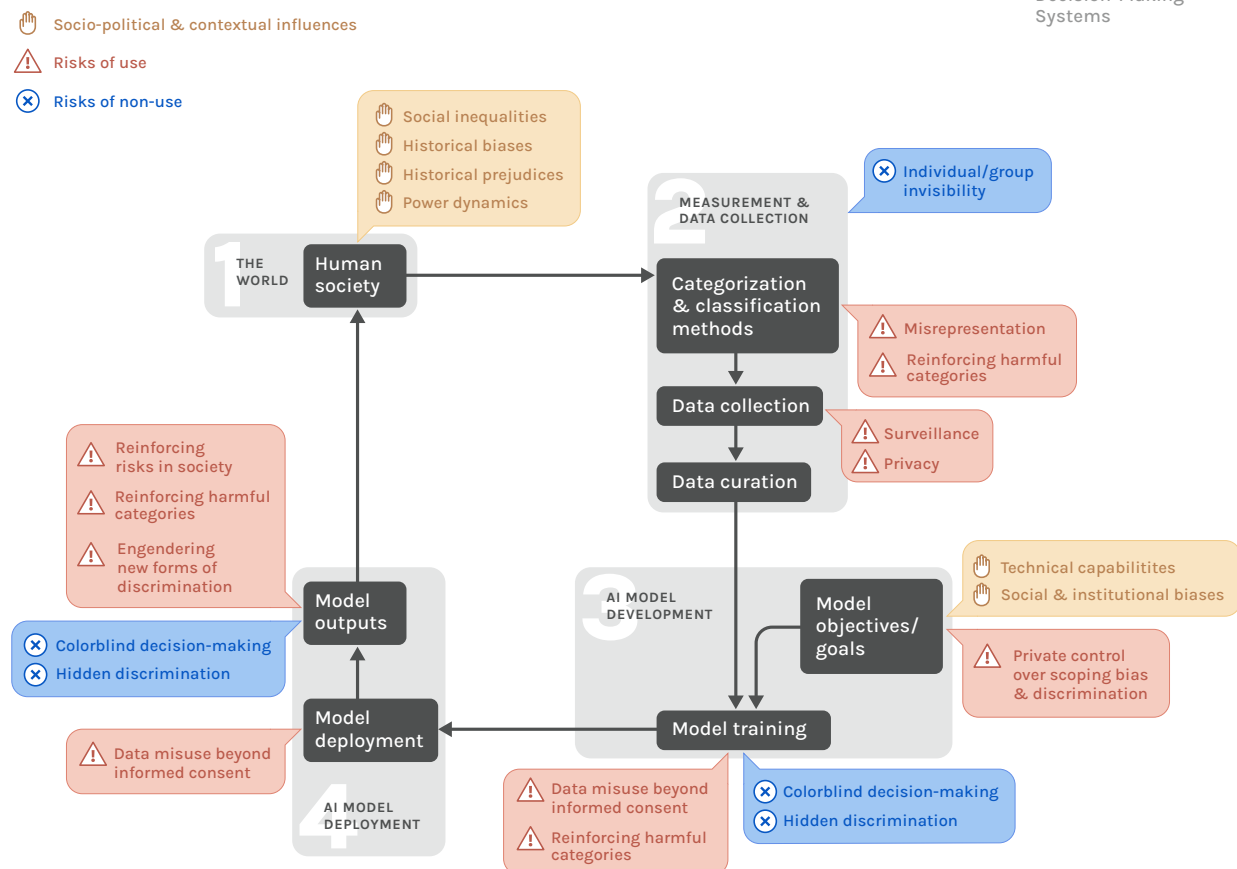 Decision-Making
Systems
Socio-political & contextual influences
Risks of use
Risks of non-use
Social inequalities
Historical biases
Historical prejudices
Power dynamics
1
THE
WORLD
Human
society
2
MEASUREMENT &
DATA COLLECTION
Individual/group
invisibility
Categorization
& classification
methods
Misrepresentation
Reinforcing harmful
categories
Data collection
Surveillance
Privacy
Data curation
3
AI MODEL
DEVELOPMENT
Model
objectives/
goals
Technical capabilitites
Social & institutional biases
Private control
over scoping bias
& discrimination
Model training
Data misuse beyond
informed consent
Reinforcing harmful
categories
Colorblind decision-making
Hidden discrimination
4
AI MODEL
DEPLOYMENT
Model
deployment
Data misuse beyond
informed consent
Model
outputs
Reinforcing
risks in society
Reinforcing harmful
categories
Engendering
new forms of
discrimination
Colorblind decision-making
Hidden discrimination